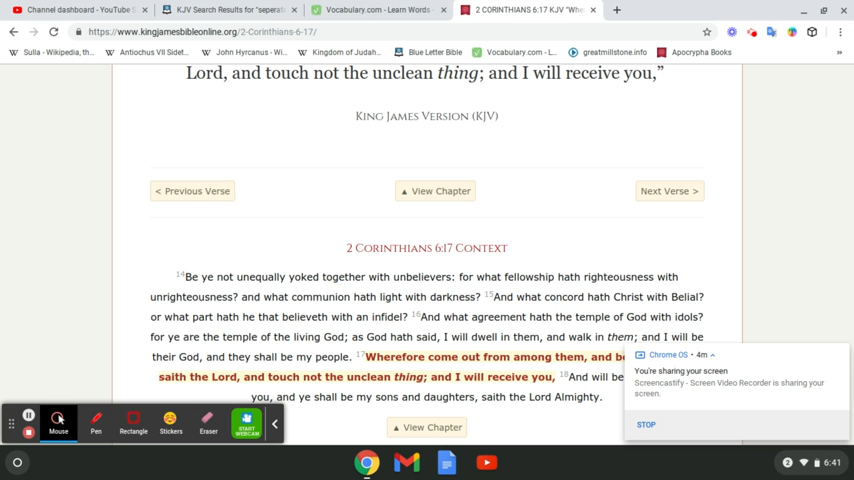 Channel dashboard - YouTube S
KJV Search Results for "seperat
Vocabulary.com - Learn Words -
2 CORINTHIANS 6:17 KJV "Whe
https://www.kingjamesbibleonline.org/2-Corinthians-6-17/
Sulla - Wikipedia, th...
Antiochus VII Sidet...
John Hyrcanus - Wi...
Kingdom of Judah...
Blue Letter Bible
Vocabulary.com - L...
greatmillstone.info
Apocrypha Books
Lord, and touch not the unclean thing; and I will receive you,”
King James Version (KJV)
< Previous Verse
▲ View Chapter
Next Verse >
2 Corinthians 6:17 Context
14Be ye not unequally yoked together with unbelievers: for what fellowship hath righteousness with
unrighteousness? and what communion hath light with darkness? 15And what concord hath Christ with Belial?
or what part hath he that believeth with an infidel? 16And what agreement hath the temple of God with idols?
for ye are the temple of the living God; as God hath said, I will dwell in them, and walk in them; and I will be
their God, and they shall be my people. 17Wherefore come out from among them, and be
saith the Lord, and touch not the unclean thing; and I will receive you, 18And will be
you, and ye shall be my sons and daughters, saith the Lord Almighty.
▲ View Chapter
Chrome OS • 4m
You're sharing your screen
Screencastify - Screen Video Recorder is sharing your
screen.
STOP
Mouse
Pen
Rectangle
Stickers
Eraser
START
WEBCAM
2
6:41